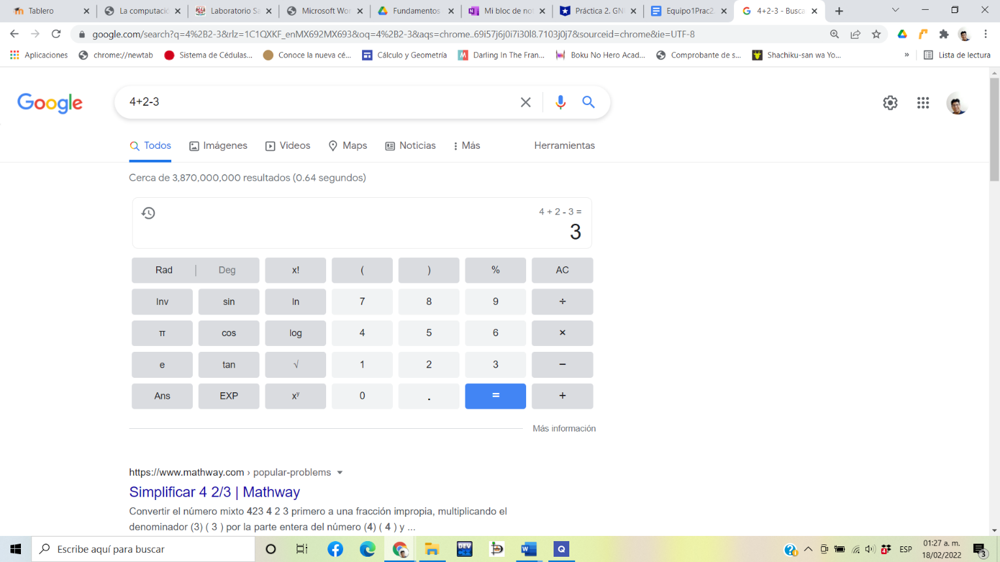 Tablero
La computació
Laboratorio Sa
Microsoft Wor
Fundamentos
Mi bloc de not
Práctica 2. GN
Equipo1Prac2.
4+2-3 - Busca
google.com/search?q=4%2B2-3&rlz=1C1QXKF_enMX692MX693&oq=4%2B2-3&aqs=chrome..69i57j6j0i7i30l8.7103j0j7&sourceid=chrome&ie=UTF-8
Aplicaciones
chrome://newtab
Sistema de Cédulas...
Conoce la nueva cé...
Cálculo y Geometría
Darling In The Fran...
Boku No Hero Acad...
Comprobante de s...
Shachiku-san wa Yo...
»
Lista de lectura
Google
4+2-3
Todos
Imágenes
Videos
Maps
Noticias
Más
Herramientas
Cerca de 3,870,000,000 resultados (0.64 segundos)
4 + 2 - 3 =
3
Rad | Deg
x!
(
)
%
AC
Inv
sin
ln
7
8
9
÷
π
cos
log
4
5
6
×
e
tan
√
1
2
3
−
Ans
EXP
xʸ
0
.
=
+
Más información
https://www.mathway.com › popular-problems
Simplificar 4 2/3 | Mathway
Convertir el número mixto 423 4 2 3 primero a una fracción impropia, multiplicando el
denominador (3) ( 3 ) por la parte entera del número (4) ( 4 ) y ...
Escribe aquí para buscar
DEV
W
Q
ESP
01:27 a. m.
18/02/2022
3